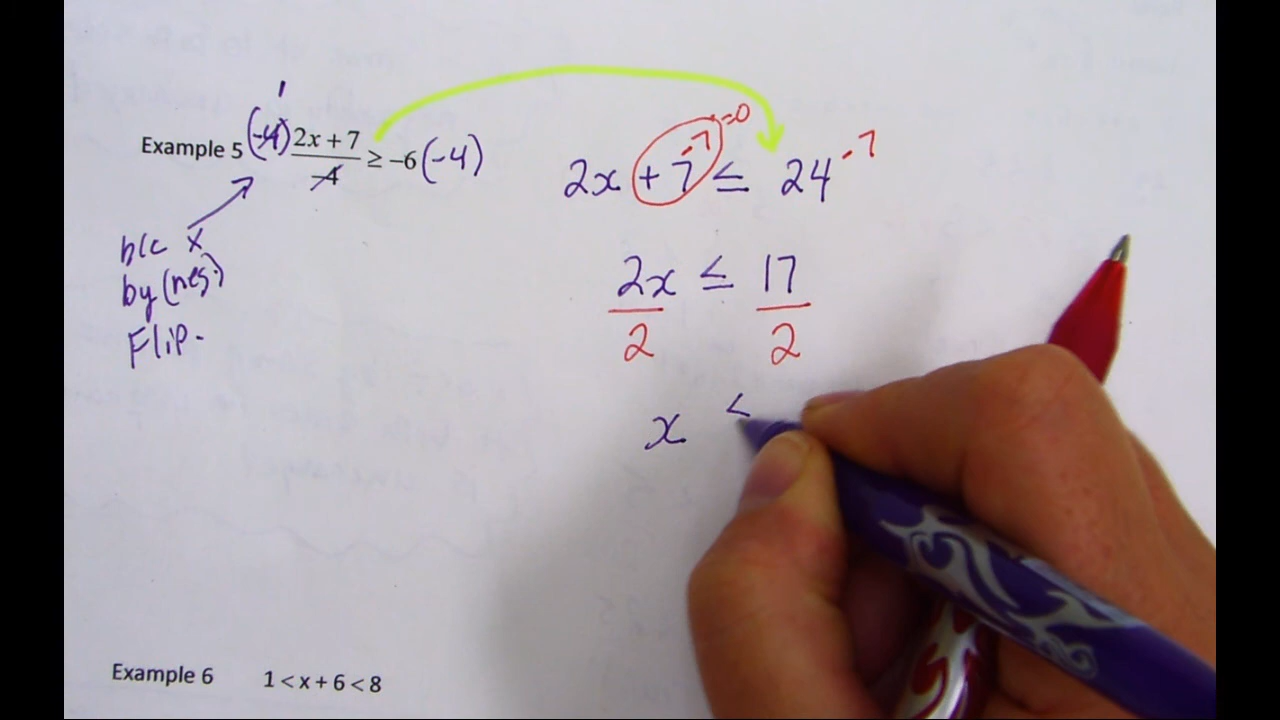 Example 5 (-4) 2x + 7 / -4 ≥ -6 (-4)
b/c x
by (neg.)
Flip.
2x + 7 -7 =0 ≤ 24 -7
2x ≤ 17
2 2
x ≤
Example 6 1 < x + 6 < 8